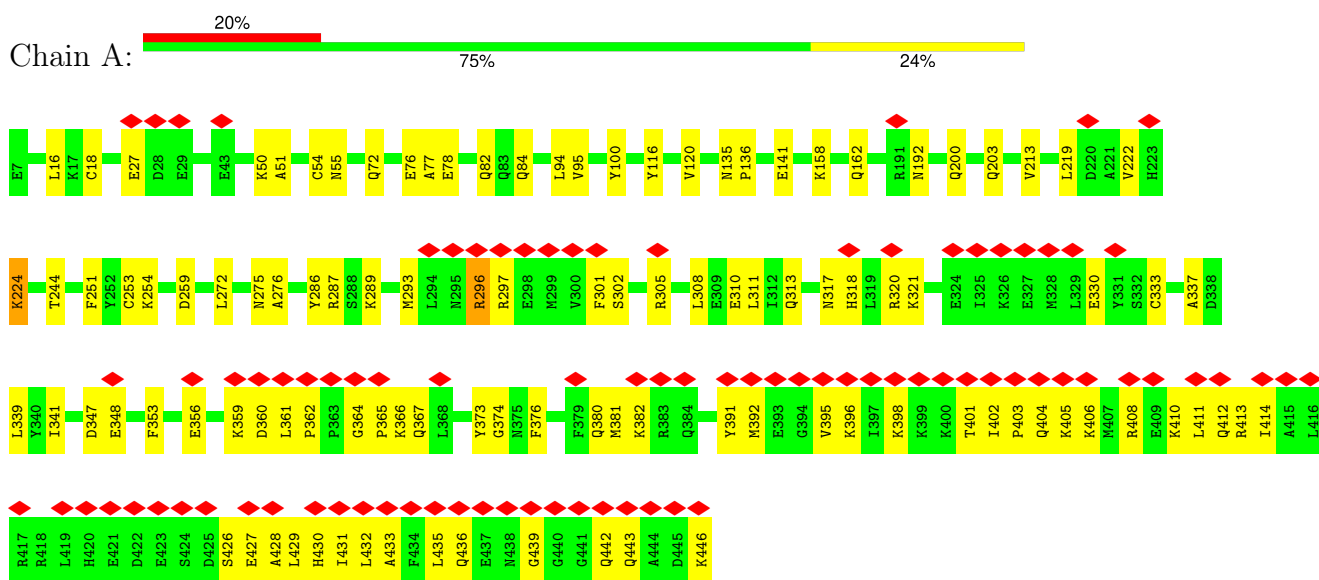 20%
Chain A:
75% 24%
E7 L16 K17 C18 E27 D28 E29 E43 K50 A51 C54 N55 Q72 E76 A77 E78 Q82 Q83 Q84 L94 V95 Y100 Y116 V120 N135 P136 E141 K158 Q162 R191 N192 Q200 Q203 V213 L219 D220 A221 V222 H223
K224 T244 F251 Y252 C253 K254 D259 L272 N275 A276 Y286 R287 S288 K289 M293 L294 N295 R296 R297 E298 M299 V300 F301 S302 R305 L308 E309 E310 L311 I312 Q313 N317 H318 L319 R320 K321 E324 I325 K326 E327 M328 L329 E330 Y331 S332 C333 A337 D338
L339 Y340 I341 D347 E348 F353 E356 K359 D360 L361 P362 P363 G364 P365 K366 Q367 L368 Y373 G374 N375 F376 F379 Q380 M381 K382 R383 Q384 Y391 M392 E393 G394 V395 K396 I397 K398 K399 K400 T401 I402 P403 Q404 K405 K406 M407 R408 E409 K410 L411 Q412 R413 I414 A415 L416
R417 R418 L419 H420 E421 D422 E423 S424 D425 S426 E427 A428 L429 H430 I431 L432 A433 F434 L435 Q436 E437 N438 G439 G440 G441 Q442 Q443 A444 D445 K446